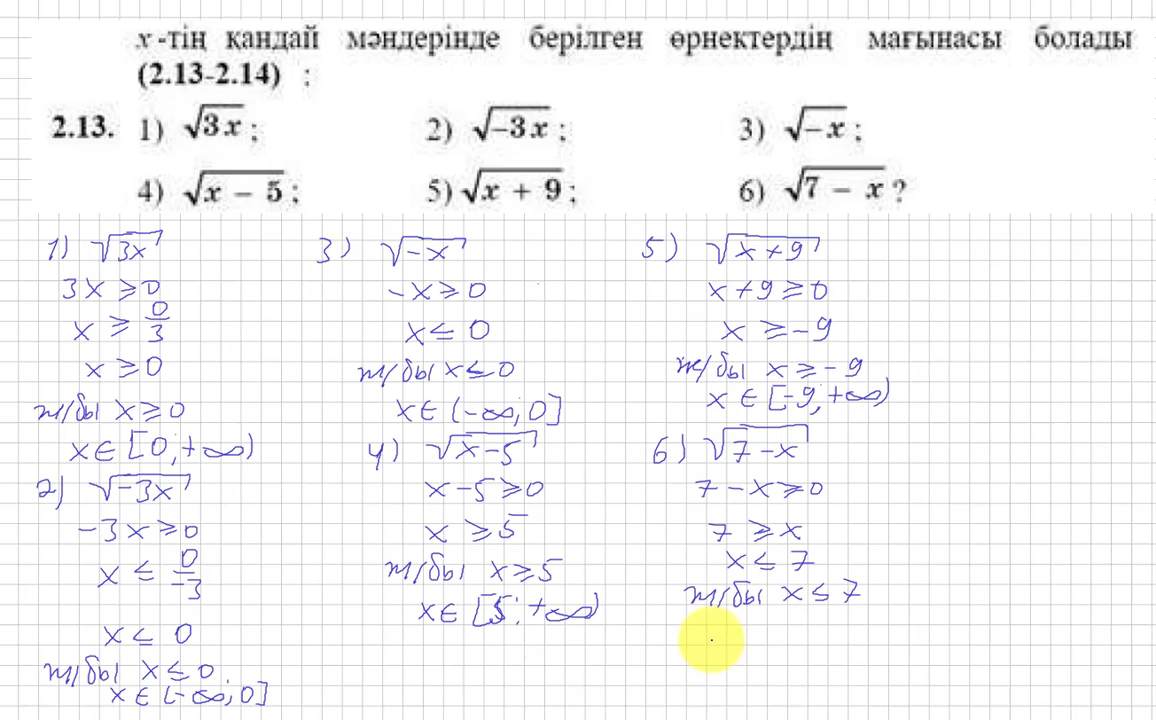 x-тің қандай мәндерінде берілген өрнектердің мағынасы болады
(2.13-2.14) :
2.13. 1) √3x; 2) √−3x; 3) √−x;
4) √x − 5; 5) √x + 9; 6) √7 − x?
1) √3x
3x ≥ 0
x ≥ 0/3
x ≥ 0
ж/бы x ≥ 0
x ∈ [0; +∞)
2) √−3x
−3x ≥ 0
x ≤ 0/−3
x ≤ 0
ж/бы x ≤ 0
x ∈ (−∞; 0]
3) √−x
−x ≥ 0
x ≤ 0
ж/бы x ≤ 0
x ∈ (−∞; 0]
4) √x−5
x−5 ≥ 0
x ≥ 5
ж/бы x ≥ 5
x ∈ [5; +∞)
5) √x+9
x+9 ≥ 0
x ≥ −9
ж/бы x ≥ −9
x ∈ [−9; +∞)
6) √7−x
7−x ≥ 0
7 ≥ x
x ≤ 7
ж/бы x ≤ 7